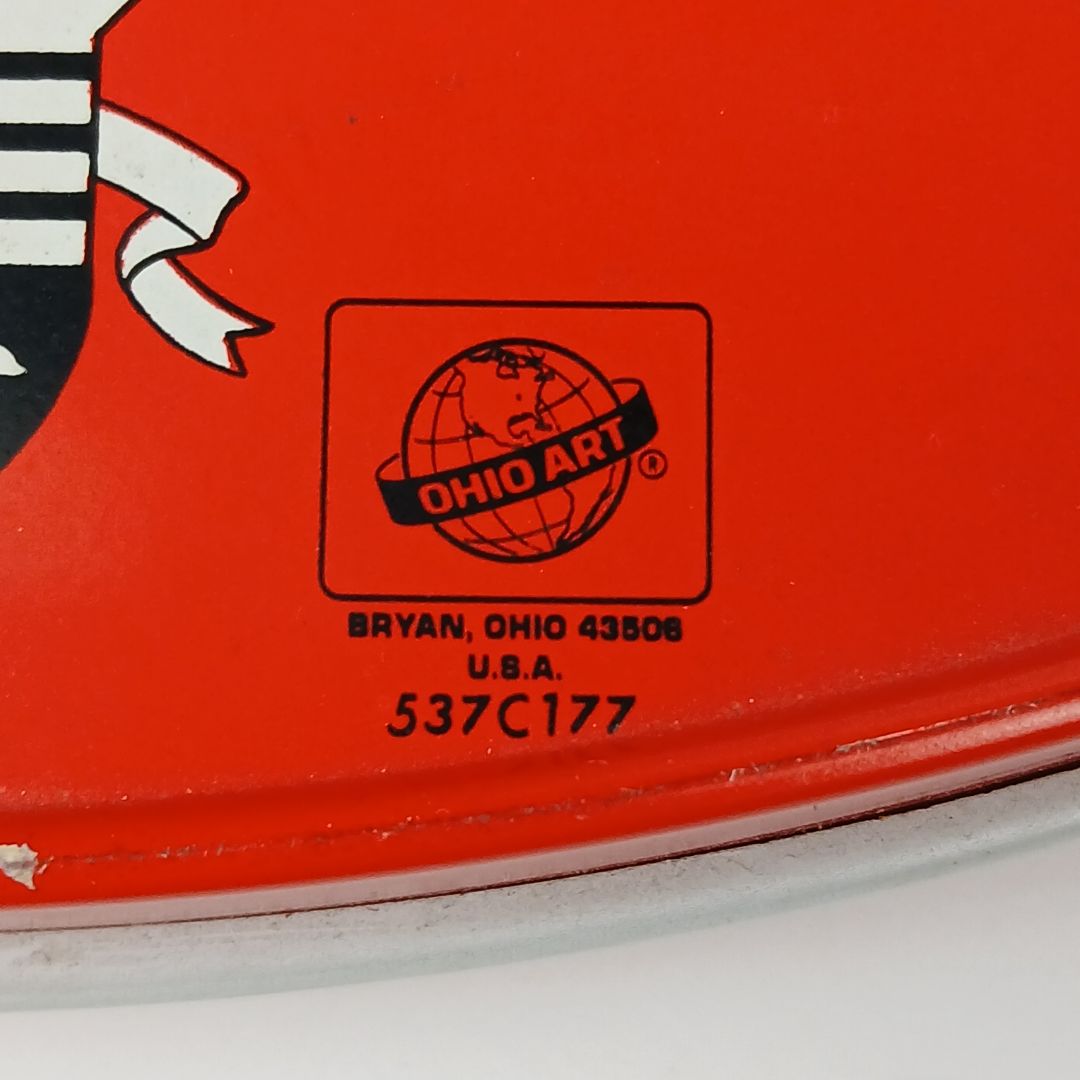 OHIO ART
®
BRYAN, OHIO 43506
U.S.A.
537C177